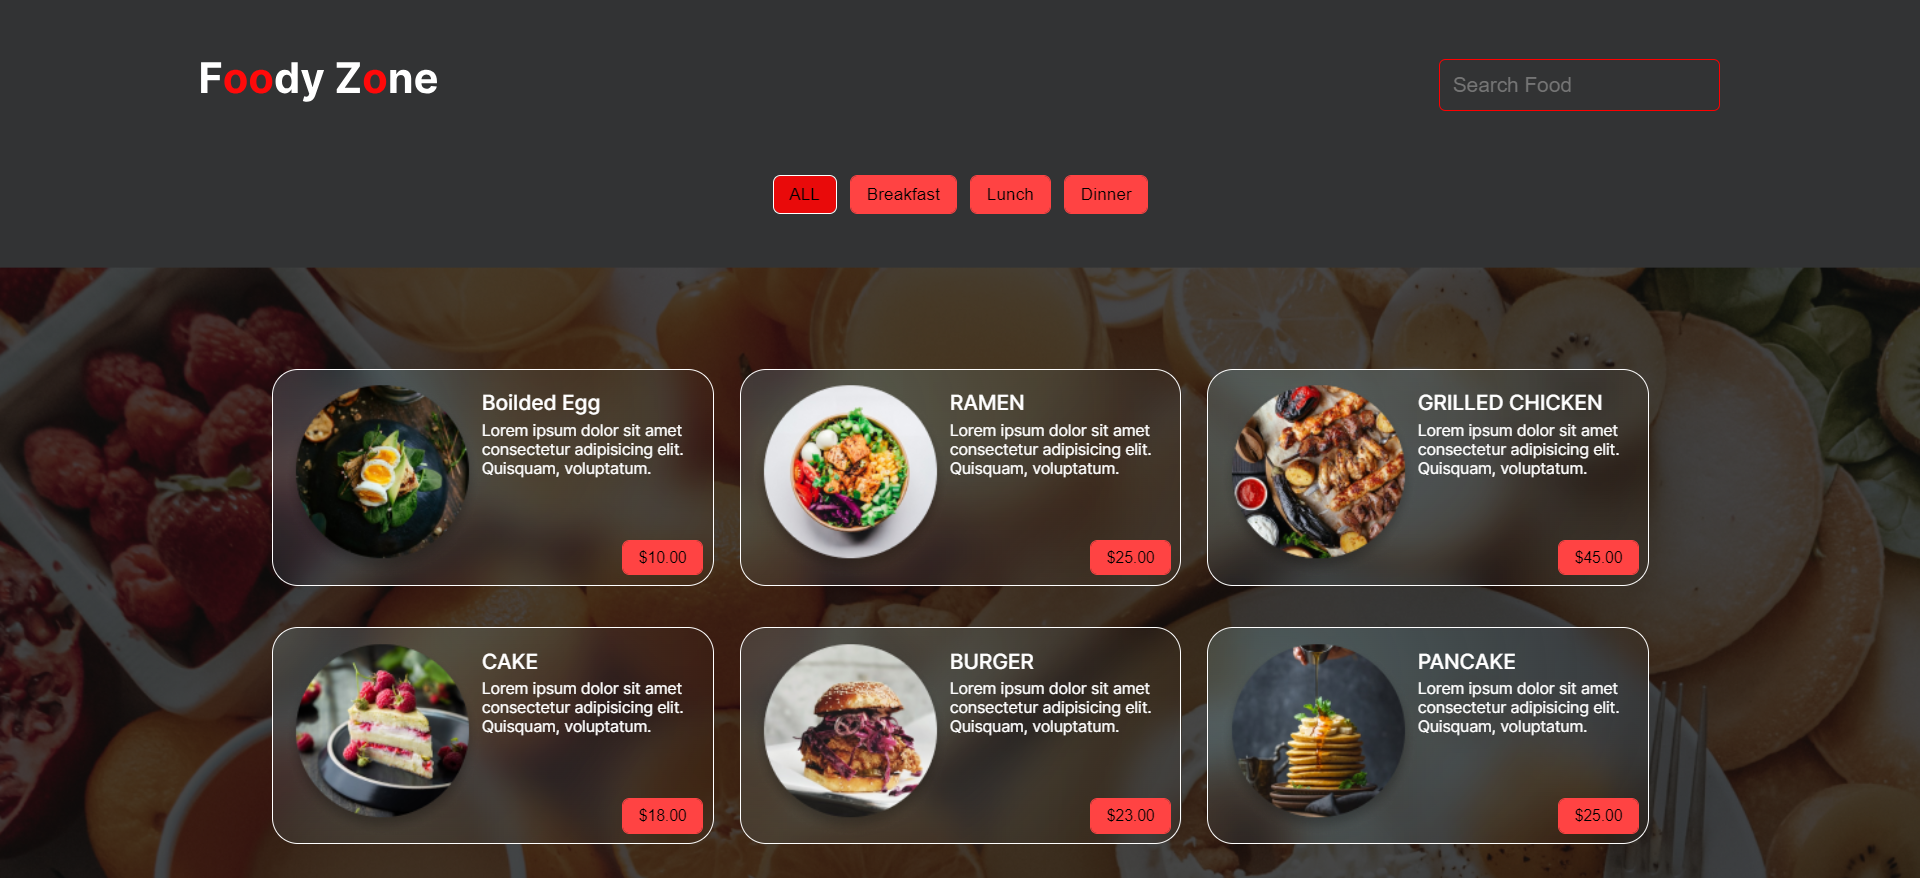 Foody Zone
Search Food
ALL
Breakfast
Lunch
Dinner
Boilded Egg
Lorem ipsum dolor sit amet
consectetur adipisicing elit.
Quisquam, voluptatum.
$10.00
RAMEN
Lorem ipsum dolor sit amet
consectetur adipisicing elit.
Quisquam, voluptatum.
$25.00
GRILLED CHICKEN
Lorem ipsum dolor sit amet
consectetur adipisicing elit.
Quisquam, voluptatum.
$45.00
CAKE
Lorem ipsum dolor sit amet
consectetur adipisicing elit.
Quisquam, voluptatum.
$18.00
BURGER
Lorem ipsum dolor sit amet
consectetur adipisicing elit.
Quisquam, voluptatum.
$23.00
PANCAKE
Lorem ipsum dolor sit amet
consectetur adipisicing elit.
Quisquam, voluptatum.
$25.00